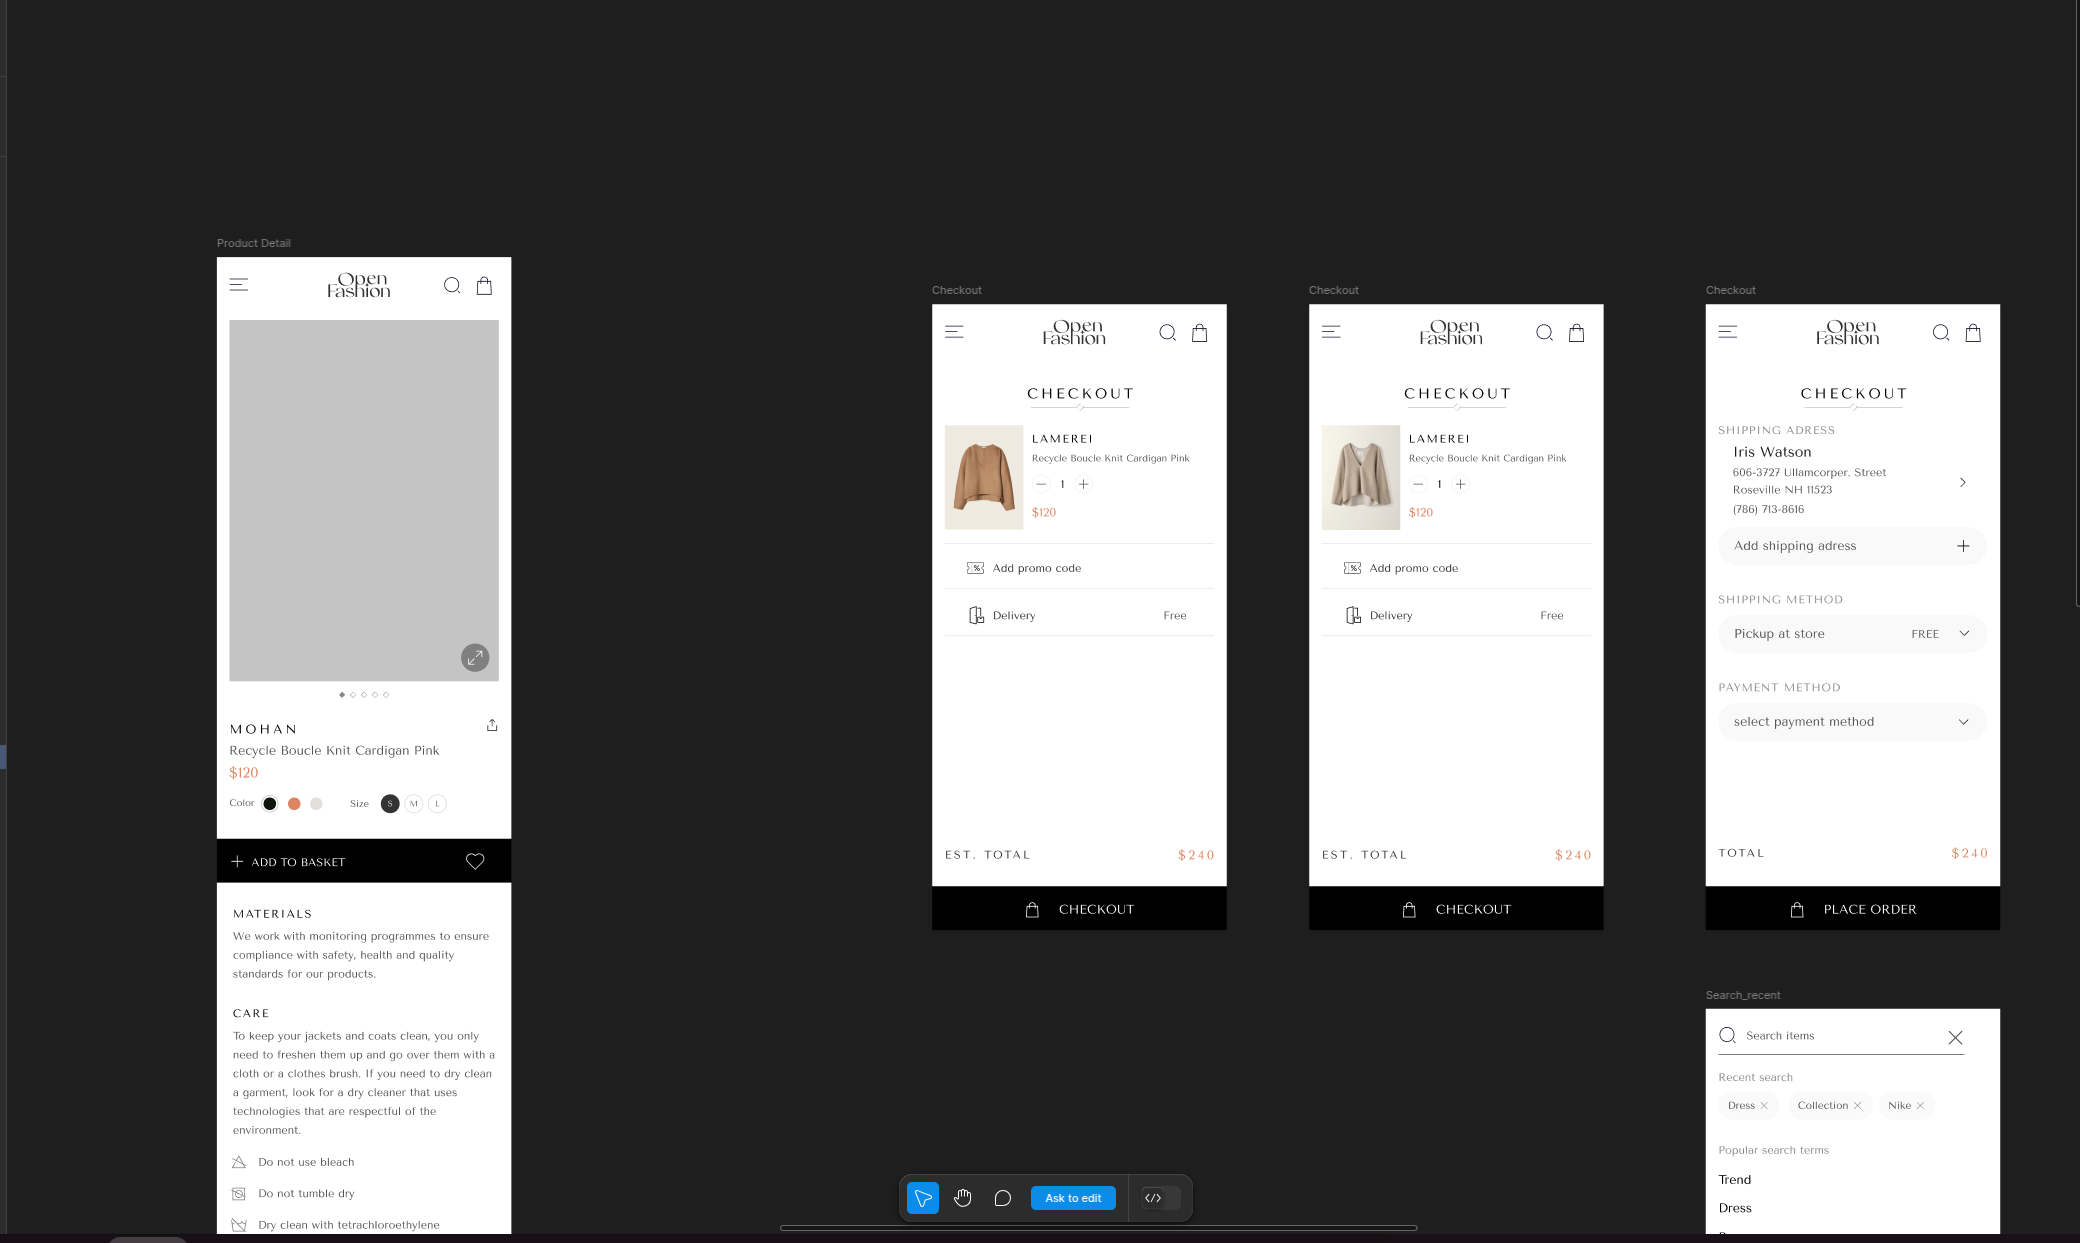 Product Detail
Open
Fashion
MOHAN
Recycle Boucle Knit Cardigan Pink
$120
Color
Size
S
M
L
ADD TO BASKET
MATERIALS
We work with monitoring programmes to ensure
compliance with safety, health and quality
standards for our products.
CARE
To keep your jackets and coats clean, you only
need to freshen them up and go over them with a
cloth or a clothes brush. If you need to dry clean
a garment, look for a dry cleaner that uses
technologies that are respectful of the
environment.
Do not use bleach
Do not tumble dry
Dry clean with tetrachloroethylene
Checkout
Open
Fashion
CHECKOUT
LAMEREI
Recycle Boucle Knit Cardigan Pink
1
$120
% Add promo code
Delivery Free
EST. TOTAL $240
CHECKOUT
Checkout
Open
Fashion
CHECKOUT
LAMEREI
Recycle Boucle Knit Cardigan Pink
1
$120
% Add promo code
Delivery Free
EST. TOTAL $240
CHECKOUT
Checkout
Open
Fashion
CHECKOUT
SHIPPING ADRESS
Iris Watson
606-3727 Ullamcorper. Street
Roseville NH 11523
(786) 713-8616
Add shipping adress
SHIPPING METHOD
Pickup at store FREE
PAYMENT METHOD
select payment method
TOTAL $240
PLACE ORDER
Search_recent
Search items
Recent search
Dress Collection Nike
Popular search terms
Trend
Dress
Ask to edit